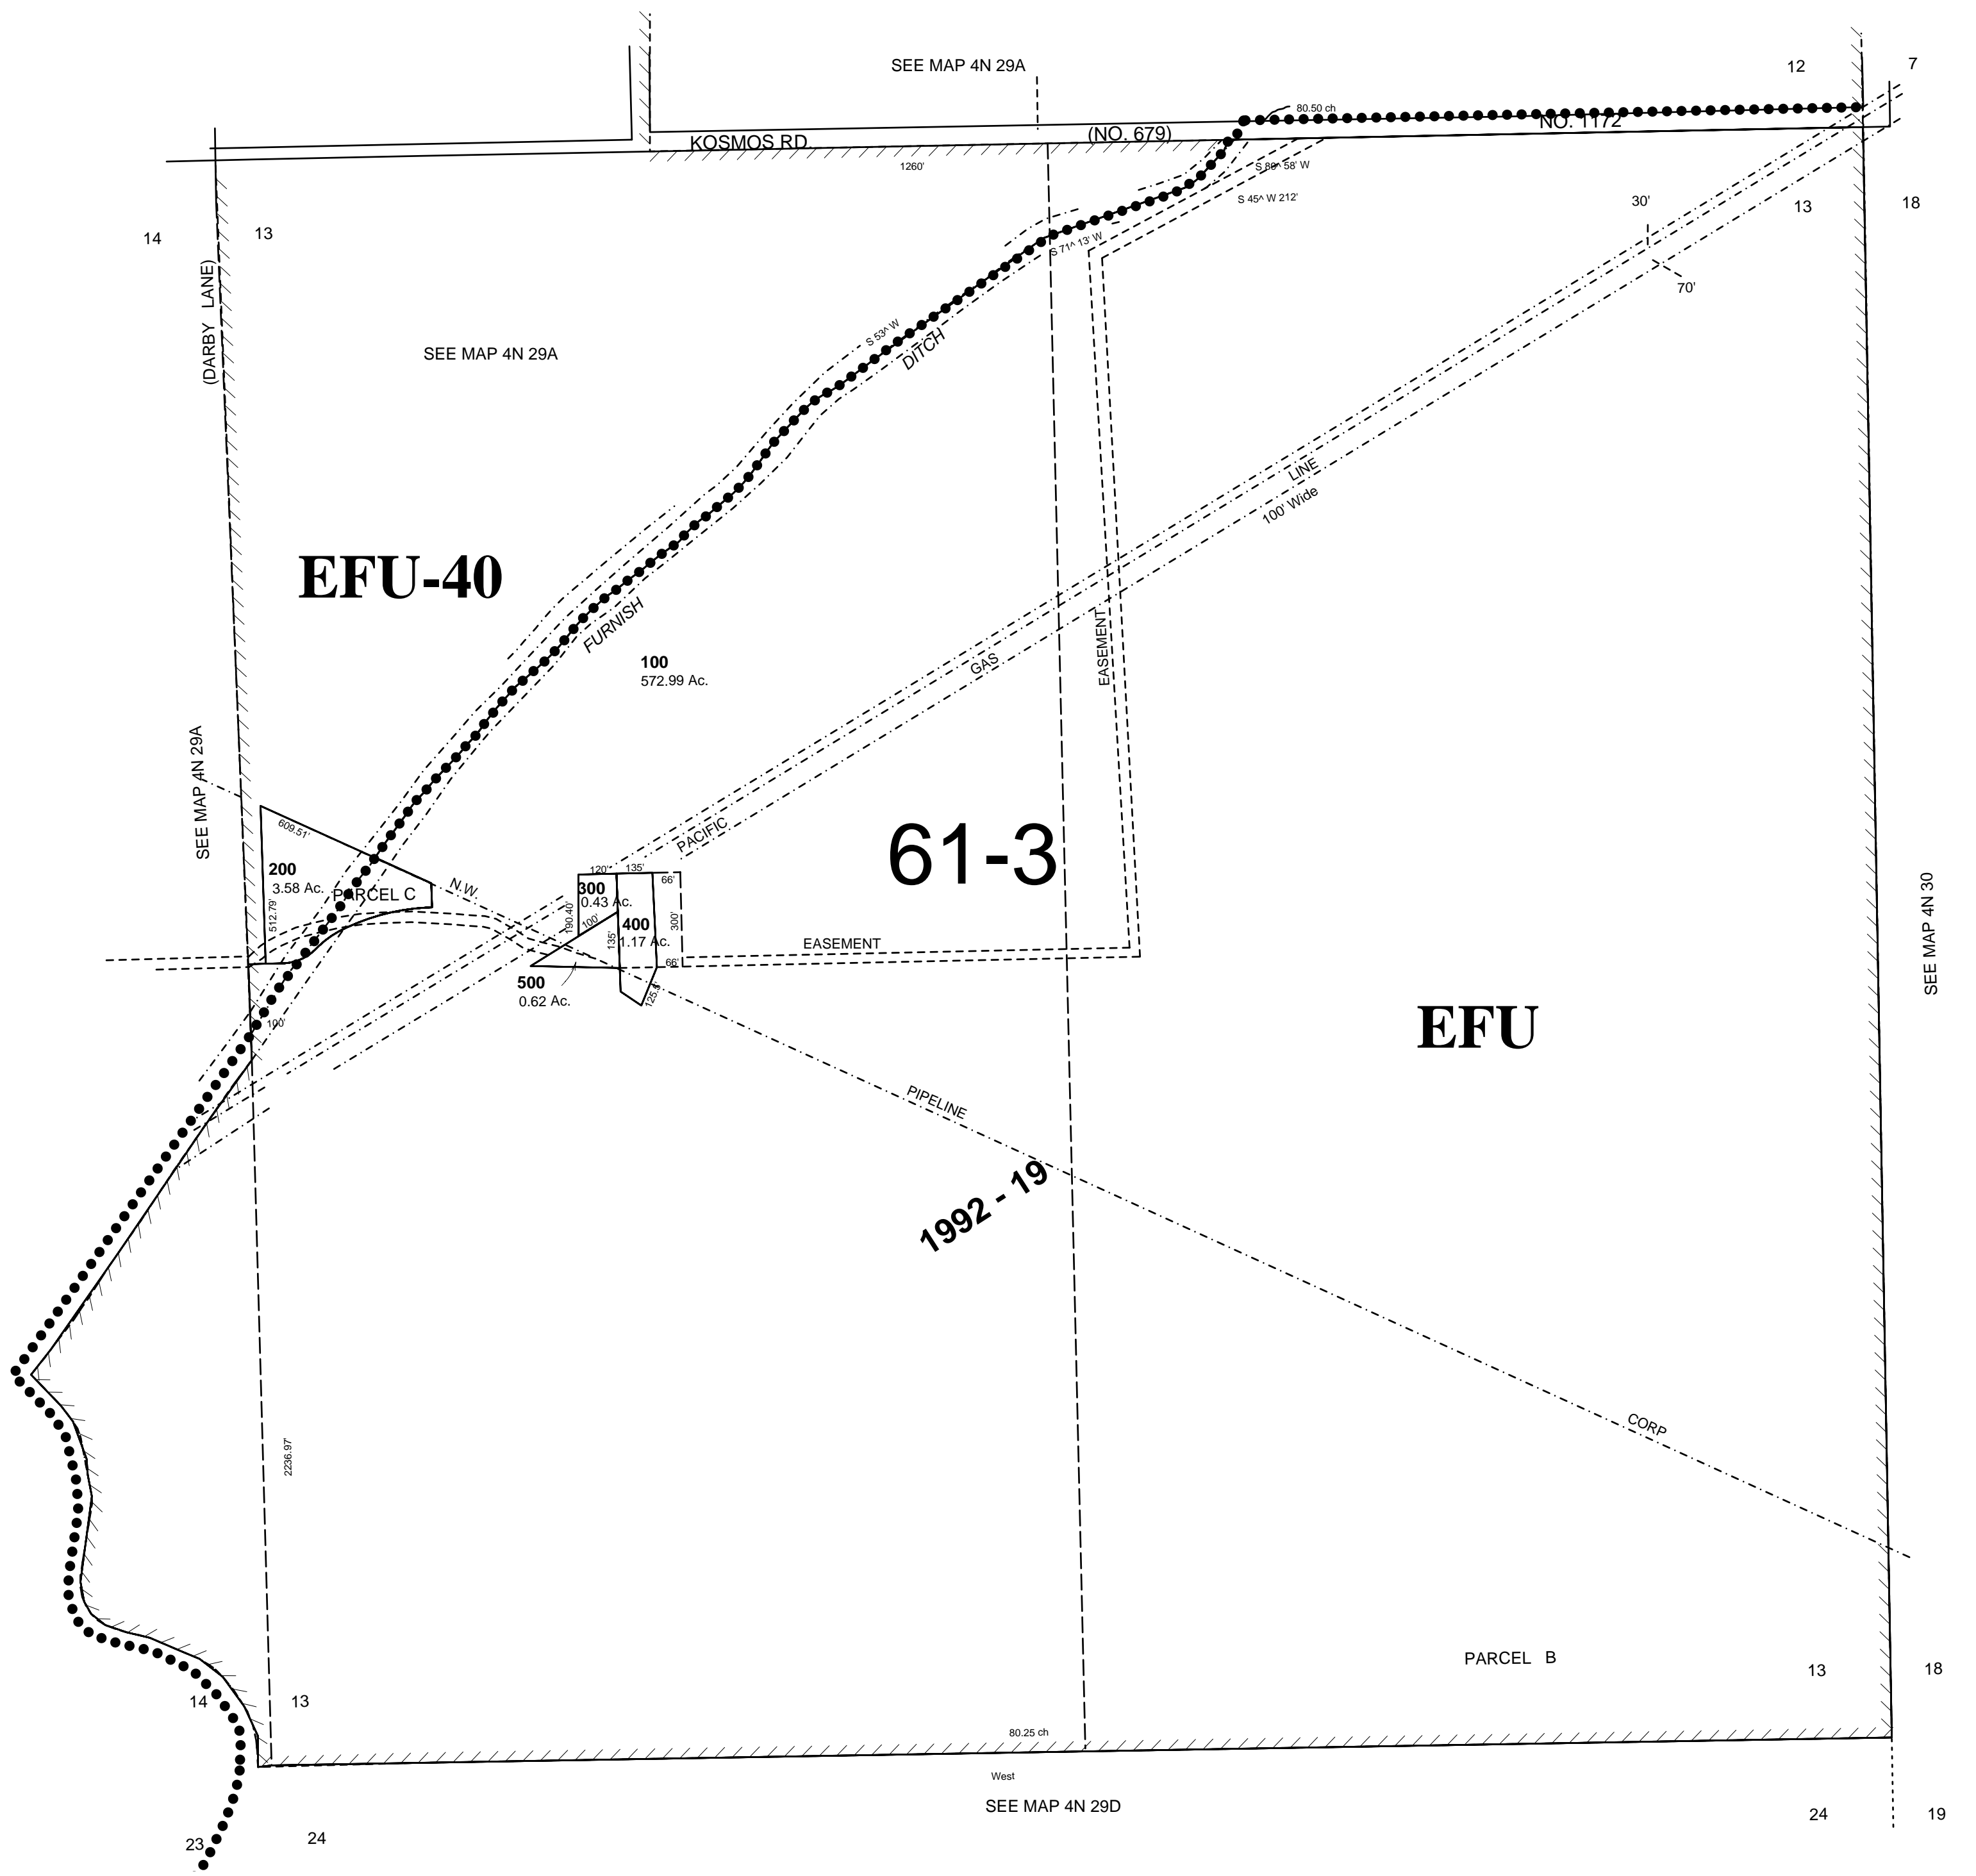 SEE MAP 4N 29A
12
7
80.50 ch
NO. 1172
(NO. 679)
KOSMOS RD
1260'
S 89^ 58' W
S 45^ W 212'
30'
13
18
14
13
(DARBY LANE)
S 71^ 13' W
70'
S 53^ W
DITCH
SEE MAP 4N 29A
LINE
100' Wide
EFU-40
FURNISH
EASEMENT
100
572.99 Ac.
GAS
SEE MAP 4N 29A
609.51'
PACIFIC
61-3
200
3.58 Ac.
PARCEL C
N.W.
120'
135'
66'
300
0.43 Ac.
512.79'
190.40'
100'
400
1.17 Ac.
135'
300'
EASEMENT
66'
500
0.62 Ac.
125.5'
100'
SEE MAP 4N 30
EFU
PIPELINE
1992 - 19
CORP
2236.97'
PARCEL B
13
18
14
13
80.25 ch
West
SEE MAP 4N 29D
24
19
23
24